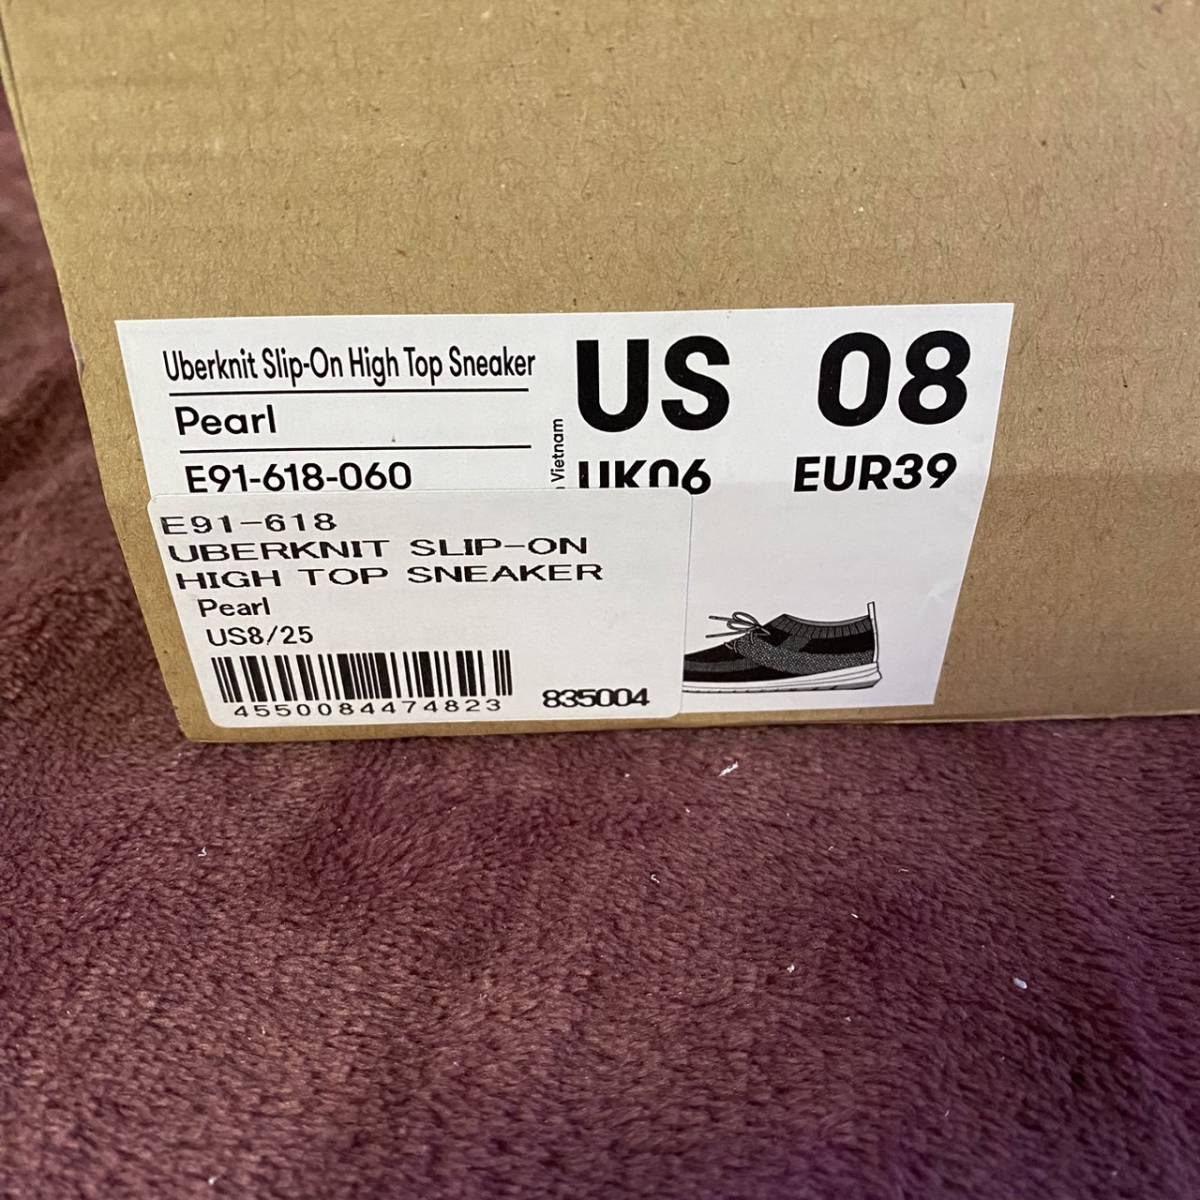 Uberknit Slip-On High Top Sneaker
Pearl
E91-618-060
Vietnam
US 08
UK06 EUR39
E91-618
UBERKNIT SLIP-ON
HIGH TOP SNEAKER
Pearl
US8/25
4550084474823
835004